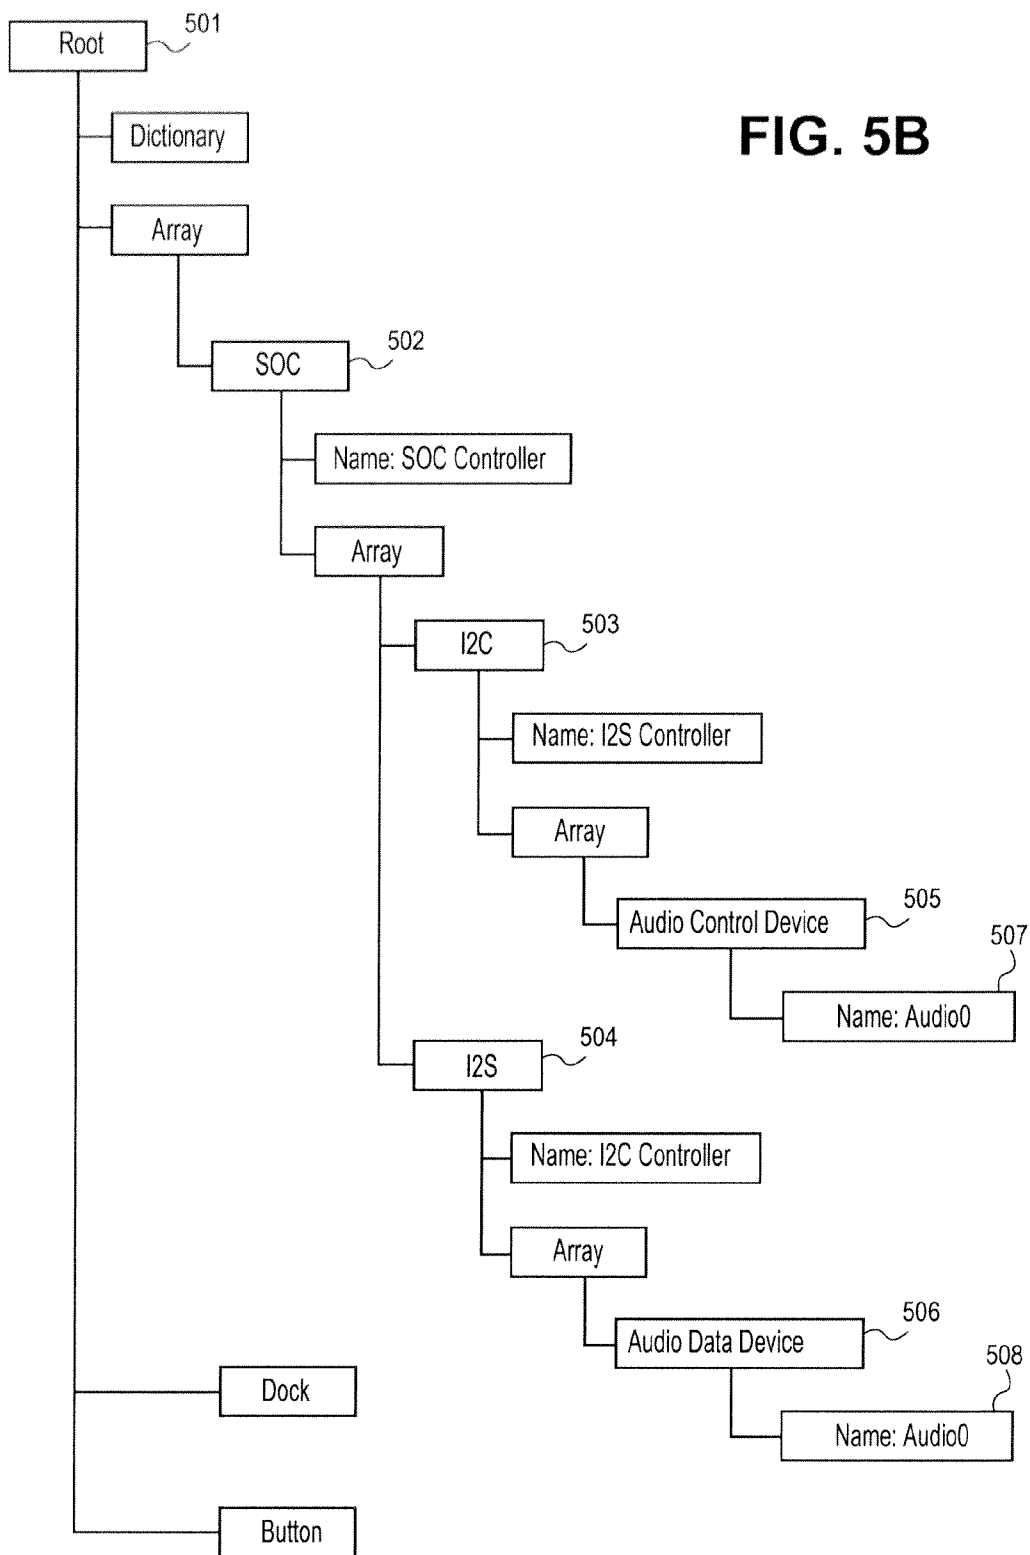 Root
501
FIG. 5B
Dictionary
Array
SOC
502
Name: SOC Controller
Array
I2C
503
Name: I2S Controller
Array
Audio Control Device
505
507
Name: Audio0
I2S
504
Name: I2C Controller
Array
Audio Data Device
506
508
Name: Audio0
Dock
Button